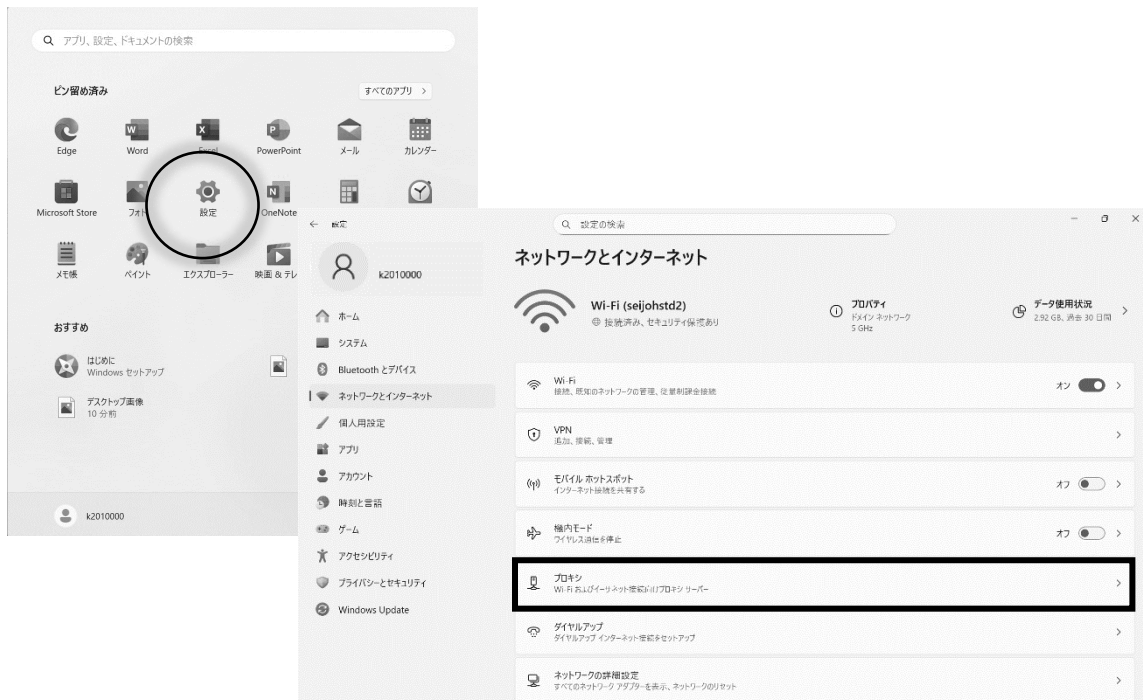 アプリ、設定、ドキュメントの検索
ピン留め済み
すべてのアプリ
Edge
Word
Excel
PowerPoint
メール
カレンダー
Microsoft Store
フォト
設定
OneNote
メモ帳
ペイント
エクスプローラー
映画 & テレ
おすすめ
はじめに
Windows セットアップ
デスクトップ画像
10 分前
k2010000
設定
設定の検索
k2010000
ホーム
システム
Bluetooth とデバイス
ネットワークとインターネット
個人用設定
アプリ
アカウント
時刻と言語
ゲーム
アクセシビリティ
プライバシーとセキュリティ
Windows Update
ネットワークとインターネット
Wi-Fi (seijohstd2)
接続済み、セキュリティ保護あり
プロパティ
ドメイン ネットワーク
5 GHz
データ使用状況
2.92 GB、過去 30 日間
Wi-Fi
接続、既知のネットワークの管理、従量制課金接続
オン
VPN
追加、接続、管理
モバイル ホットスポット
インターネット接続を共有する
オフ
機内モード
ワイヤレス通信を停止
オフ
プロキシ
Wi-Fi およびイーサネット接続向けプロキシ サーバー
ダイヤルアップ
ダイヤルアップ インターネット接続をセットアップ
ネットワークの詳細設定
すべてのネットワーク アダプターを表示、ネットワークのリセット